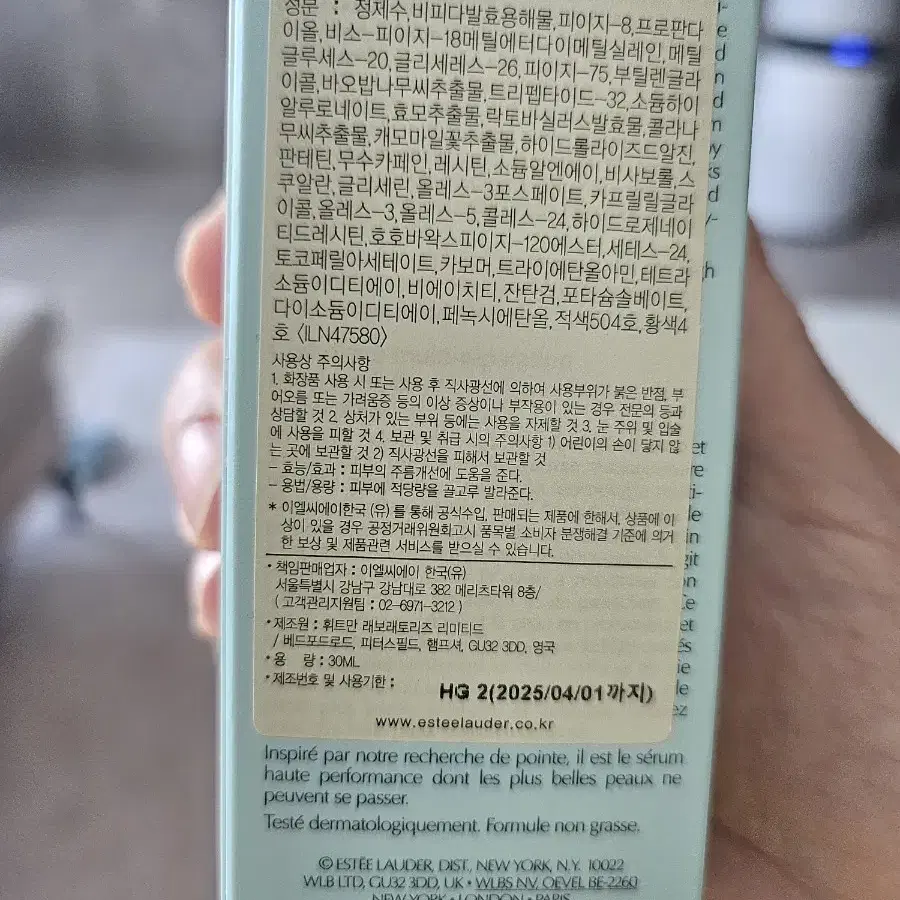 성분 : 정제수,비피다발효용해물,피이지-8,프로판다
이올,비스-피이지-18메틸에터다이메틸실레인,메틸
글루세스-20,글리세레스-26,피이지-75,부틸렌글라
이콜,바오밥나무씨추출물,트리펩타이드-32,소듐하이
알루로네이트,효모추출물,락토바실러스발효물,콜라나
무씨추출물,캐모마일꽃추출물,하이드롤라이즈드알진,
판테틴,무수카페인,레시틴,소듐알엔에이,비사보롤,스
쿠알란,글리세린,올레스-3포스페이트,카프릴릴글라
이콜,올레스-3,올레스-5,콜레스-24,하이드로제네이
티드레시틴,호호바왁스피이지-120에스터,세테스-24,
토코페릴아세테이트,카보머,트라이에탄올아민,테트라
소듐이디티에이,비에이치티,잔탄검,포타슘솔베이트,
다이소듐이디티에이,페녹시에탄올,적색504호,황색4
호 〈ILN47580〉
사용상 주의사항
1. 화장품 사용 시 또는 사용 후 직사광선에 의하여 사용부위가 붉은 반점, 부
어오름 또는 가려움증 등의 이상 증상이나 부작용이 있는 경우 전문의 등과
상담할 것 2. 상처가 있는 부위 등에는 사용을 자제할 것 3. 눈 주위 및 입술
에 사용을 피할 것 4. 보관 및 취급 시의 주의사항 1) 어린이의 손이 닿지 않
는 곳에 보관할 것 2) 직사광선을 피해서 보관할 것
- 효능/효과 : 피부의 주름개선에 도움을 준다.
- 용법/용량 : 피부에 적당량을 골고루 발라준다.
* 이엘씨에이한국 (유) 를 통해 공식수입, 판매되는 제품에 한해서, 상품에 이
상이 있을 경우 공정거래위원회고시 품목별 소비자 분쟁해결 기준에 의거
한 보상 및 제품관련 서비스를 받으실 수 있습니다.
• 책임판매업자 : 이엘씨에이 한국(유)
서울특별시 강남구 강남대로 382 메리츠타워 8층/
( 고객관리지원팀 : 02-6971-3212 )
• 제조원 : 휘트만 래보래토리즈 리미티드
/ 베드포드로드, 피터스필드, 햄프셔, GU32 3DD, 영국
• 용 량 : 30ML
• 제조번호 및 사용기한 : HG 2(2025/04/01까지)
www.esteelauder.co.kr
Inspiré par notre recherche de pointe, il est le sérum
haute performance dont les plus belles peaux ne
peuvent se passer.
Testé dermatologiquement. Formule non grasse.
© ESTÉE LAUDER, DIST., NEW YORK, N.Y. 10022
WLB LTD, GU32 3DD, UK • WLBS NV, OEVEL BE-2260
NEW YORK • LONDON • PARIS